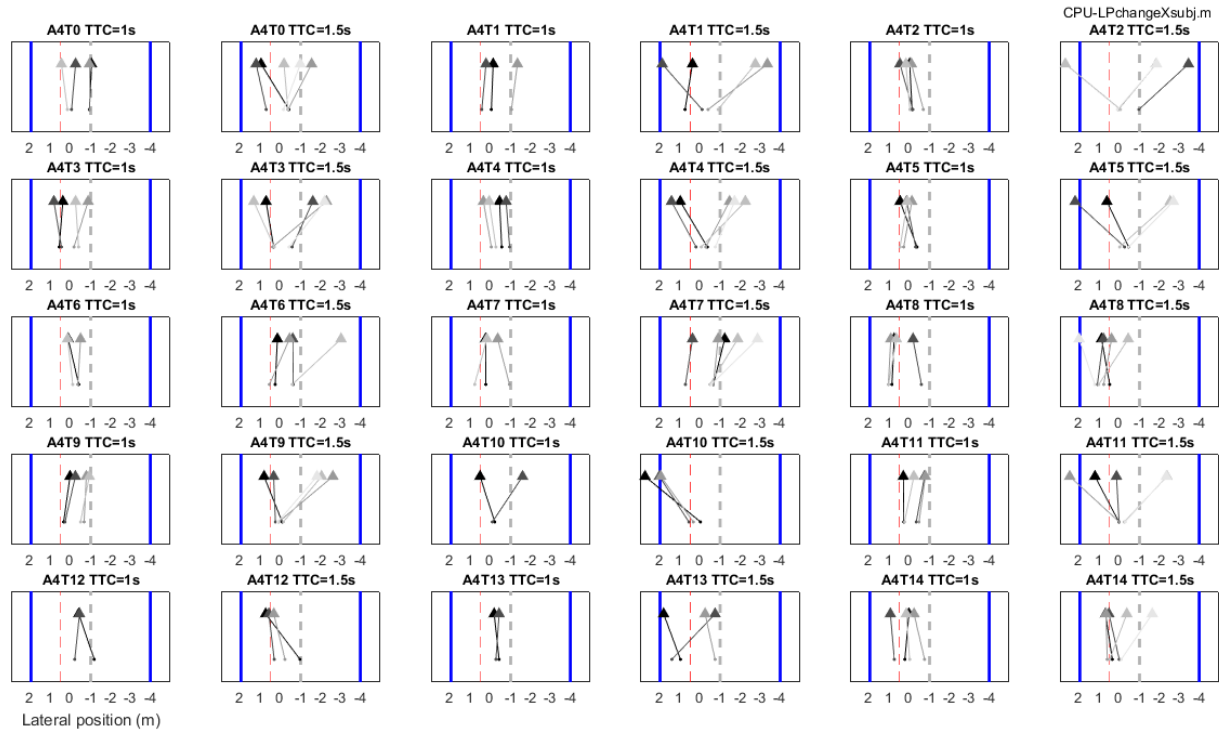 CPU-LPchangeXsubj.m
A4T0 TTC=1s A4T0 TTC=1.5s A4T1 TTC=1s A4T1 TTC=1.5s A4T2 TTC=1s A4T2 TTC=1.5s
2 1 0 -1 -2 -3 -4 2 1 0 -1 -2 -3 -4 2 1 0 -1 -2 -3 -4 2 1 0 -1 -2 -3 -4 2 1 0 -1 -2 -3 -4 2 1 0 -1 -2 -3 -4
A4T3 TTC=1s A4T3 TTC=1.5s A4T4 TTC=1s A4T4 TTC=1.5s A4T5 TTC=1s A4T5 TTC=1.5s
2 1 0 -1 -2 -3 -4 2 1 0 -1 -2 -3 -4 2 1 0 -1 -2 -3 -4 2 1 0 -1 -2 -3 -4 2 1 0 -1 -2 -3 -4 2 1 0 -1 -2 -3 -4
A4T6 TTC=1s A4T6 TTC=1.5s A4T7 TTC=1s A4T7 TTC=1.5s A4T8 TTC=1s A4T8 TTC=1.5s
2 1 0 -1 -2 -3 -4 2 1 0 -1 -2 -3 -4 2 1 0 -1 -2 -3 -4 2 1 0 -1 -2 -3 -4 2 1 0 -1 -2 -3 -4 2 1 0 -1 -2 -3 -4
A4T9 TTC=1s A4T9 TTC=1.5s A4T10 TTC=1s A4T10 TTC=1.5s A4T11 TTC=1s A4T11 TTC=1.5s
2 1 0 -1 -2 -3 -4 2 1 0 -1 -2 -3 -4 2 1 0 -1 -2 -3 -4 2 1 0 -1 -2 -3 -4 2 1 0 -1 -2 -3 -4 2 1 0 -1 -2 -3 -4
A4T12 TTC=1s A4T12 TTC=1.5s A4T13 TTC=1s A4T13 TTC=1.5s A4T14 TTC=1s A4T14 TTC=1.5s
2 1 0 -1 -2 -3 -4 2 1 0 -1 -2 -3 -4 2 1 0 -1 -2 -3 -4 2 1 0 -1 -2 -3 -4 2 1 0 -1 -2 -3 -4 2 1 0 -1 -2 -3 -4
Lateral position (m)